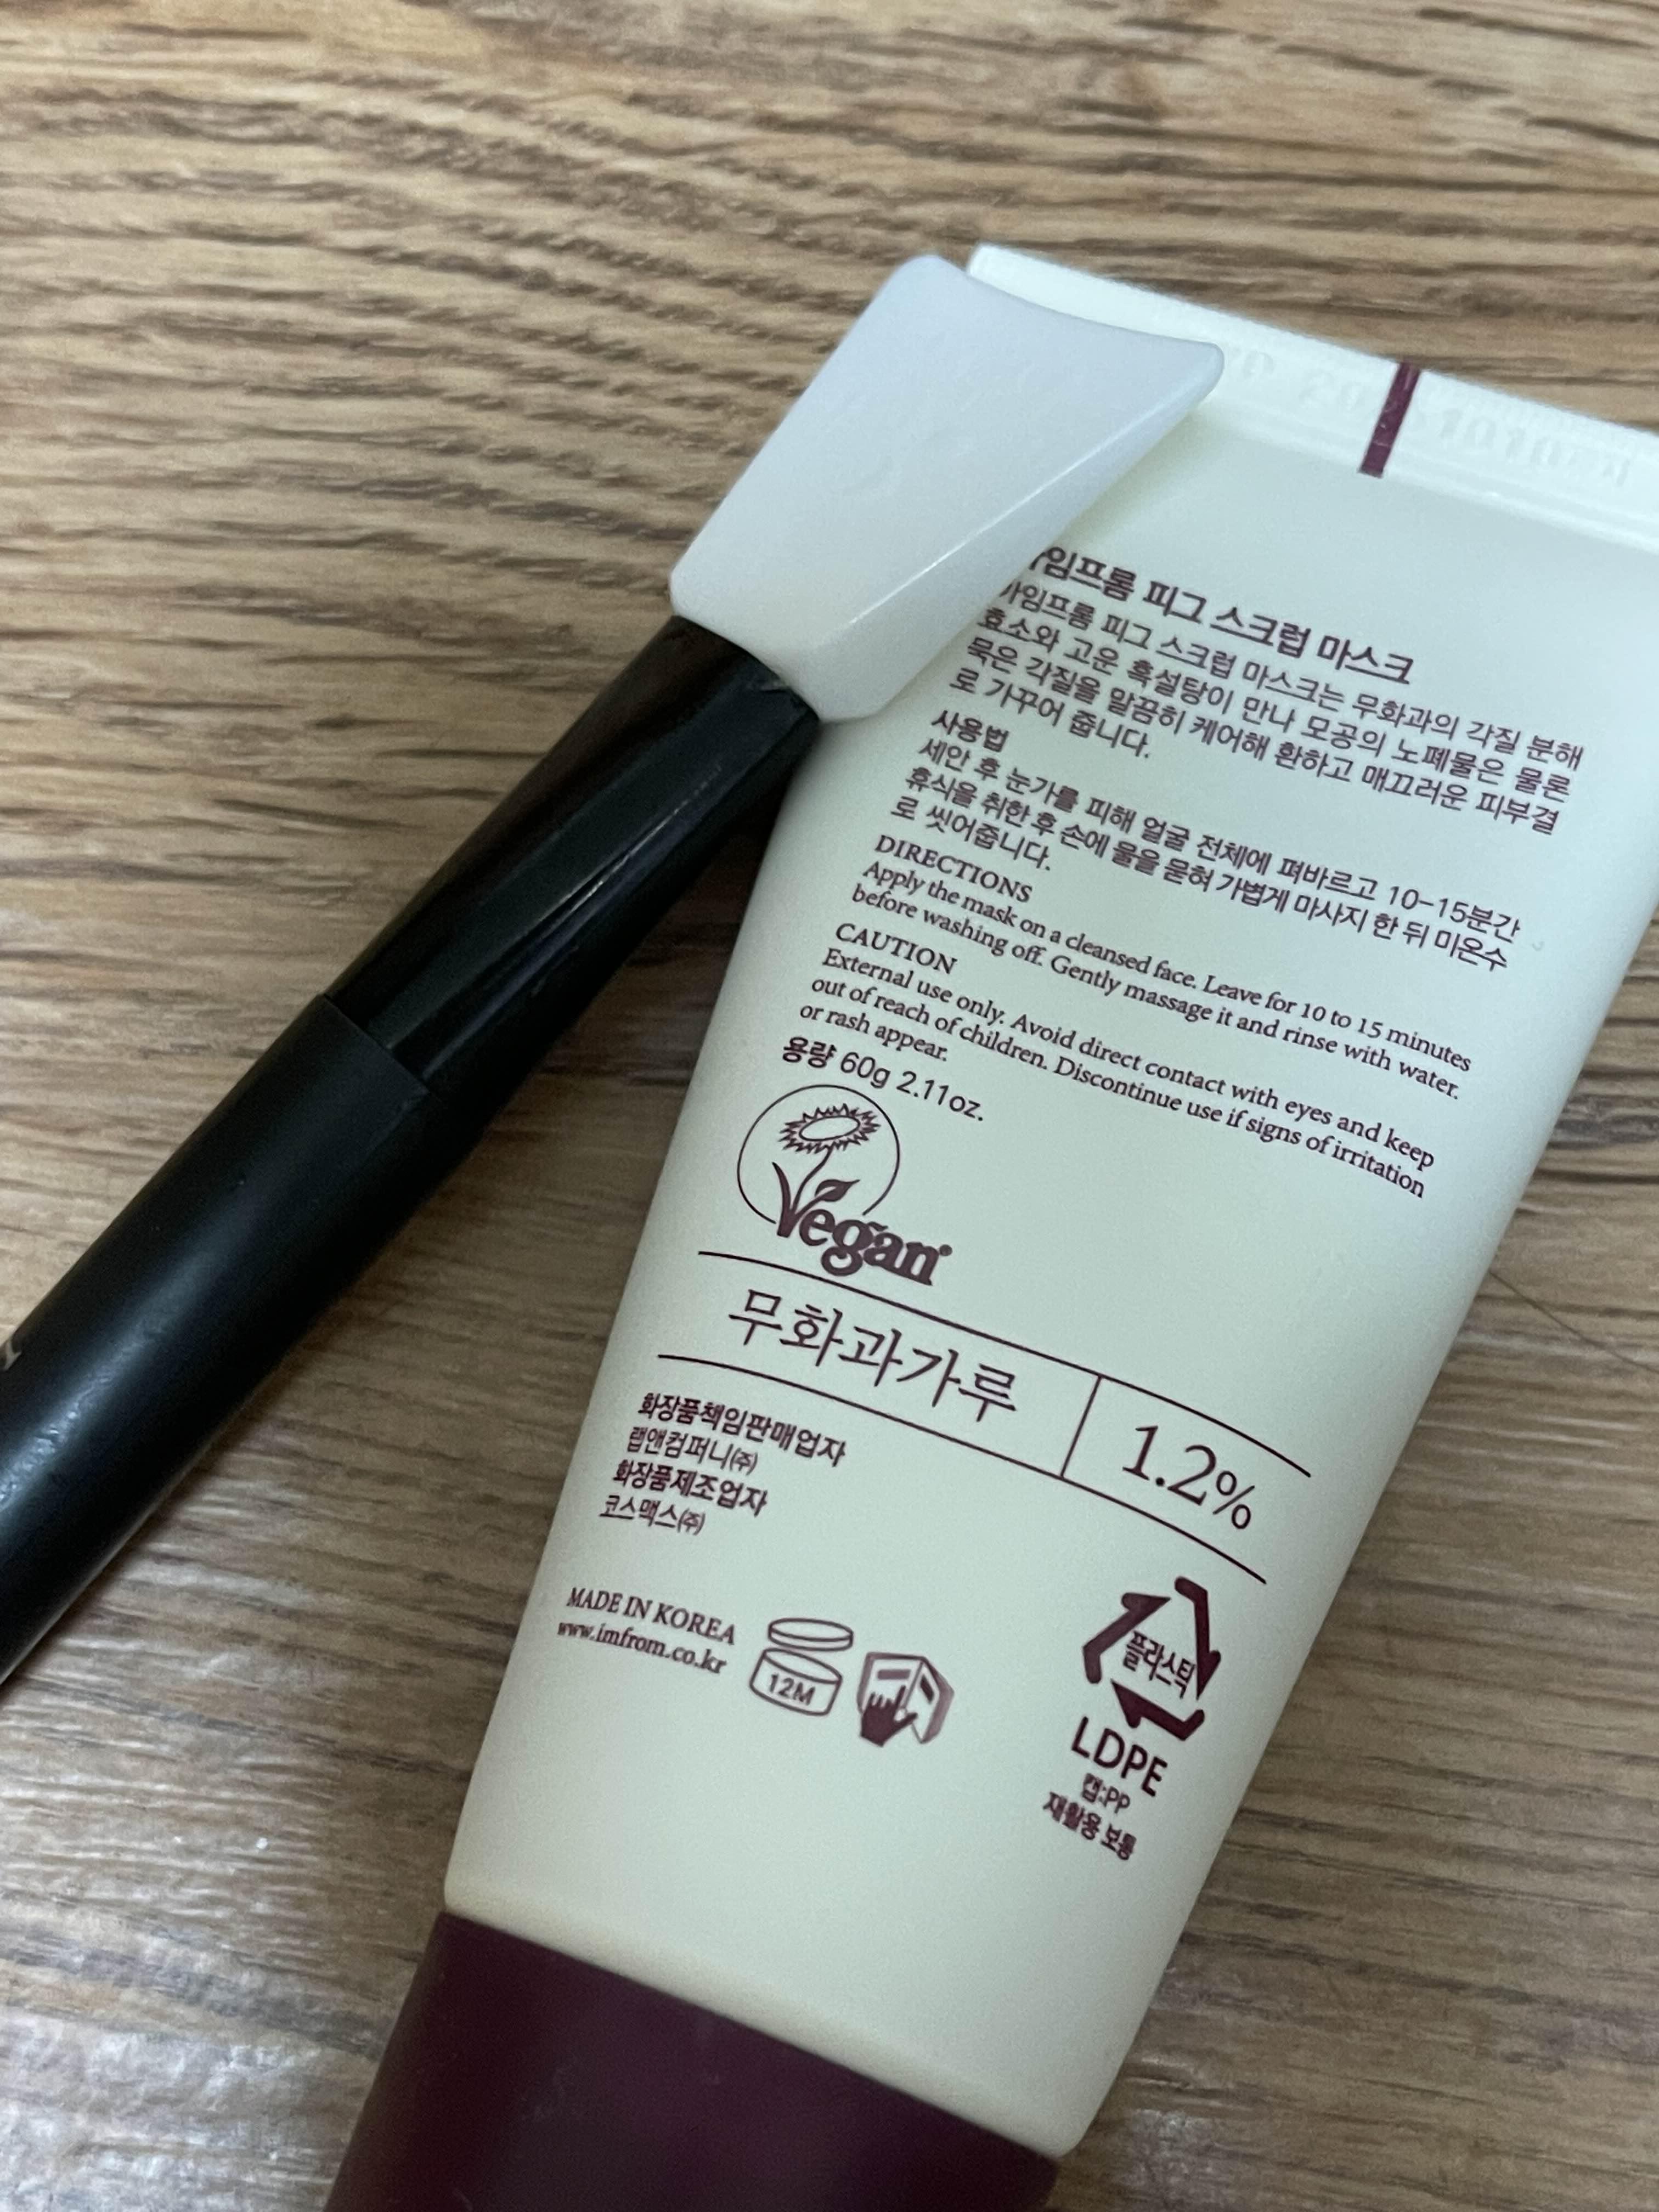 아임프롬 피그 스크럽 마스크
아임프롬 피그 스크럽 마스크는 무화과의 각질 분해
효소와 고운 흑설탕이 만나 모공의 노폐물은 물론
묵은 각질을 말끔히 케어해 환하고 매끄러운 피부결
로 가꾸어 줍니다.
사용법
세안 후 눈가를 피해 얼굴 전체에 펴바르고 10-15분간
휴식을 취한 후 손에 물을 묻혀 가볍게 마사지 한 뒤 미온수
로 씻어줍니다.
DIRECTIONS
Apply the mask on a cleansed face. Leave for 10 to 15 minutes
before washing off. Gently massage it and rinse with water.
CAUTION
External use only. Avoid direct contact with eyes and keep
out of reach of children. Discontinue use if signs of irritation
or rash appear.
용량 60g 2.11oz.
Vegan
무화과가루 1.2%
화장품책임판매업자
랩앤컴퍼니㈜
화장품제조업자
코스맥스㈜
MADE IN KOREA
www.imfrom.co.kr
12M
플라스틱
LDPE
캡:PP
재활용 보통